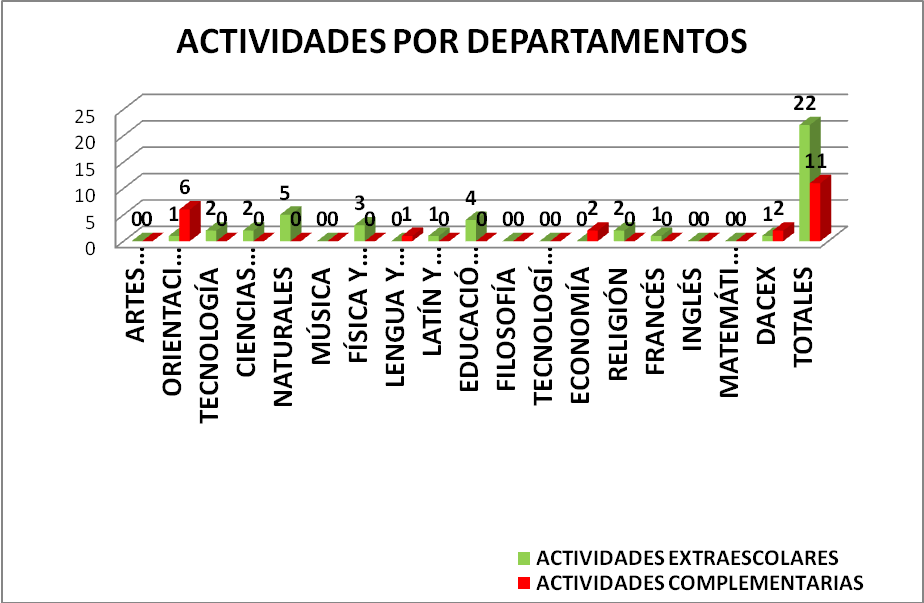 ACTIVIDADES POR DEPARTAMENTOS
25
20
15
10
5
0
0 0
1 6
2 0
2 0
5 0
0 0
3 0
0 1
1 0
4 0
0 0
0 0
0 2
2 0
1 0
0 0
0 0
1 2
22 11
ARTES...
ORIENTACI...
TECNOLOGÍA
CIENCIAS...
NATURALES
MÚSICA
FÍSICA Y...
LENGUA Y...
LATÍN Y...
EDUCACIÓ...
FILOSOFÍA
TECNOLOGÍ...
ECONOMÍA
RELIGIÓN
FRANCÉS
INGLÉS
MATEMÁTI...
DACEX
TOTALES
ACTIVIDADES EXTRAESCOLARES
ACTIVIDADES COMPLEMENTARIAS